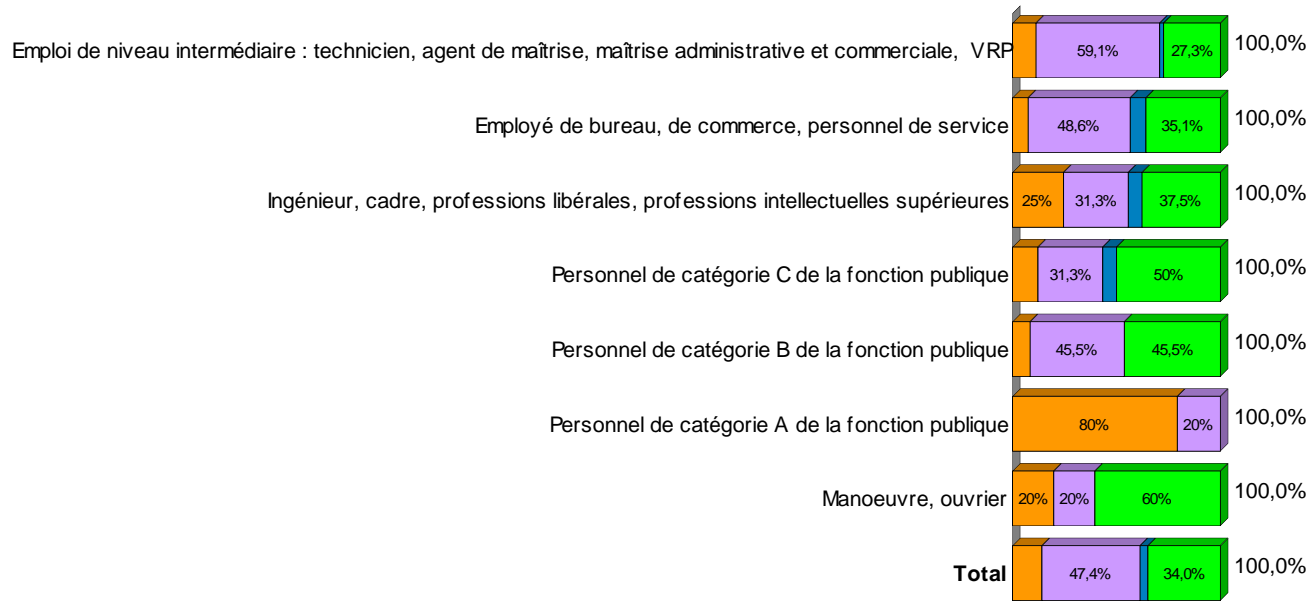 Emploi de niveau intermédiaire : technicien, agent de maîtrise, maîtrise administrative et commerciale, VRP 59,1% 27,3% 100,0%
Employé de bureau, de commerce, personnel de service 48,6% 35,1% 100,0%
Ingénieur, cadre, professions libérales, professions intellectuelles supérieures 25% 31,3% 37,5% 100,0%
Personnel de catégorie C de la fonction publique 31,3% 50% 100,0%
Personnel de catégorie B de la fonction publique 45,5% 45,5% 100,0%
Personnel de catégorie A de la fonction publique 80% 20% 100,0%
Manoeuvre, ouvrier 20% 20% 60% 100,0%
Total 47,4% 34,0% 100,0%